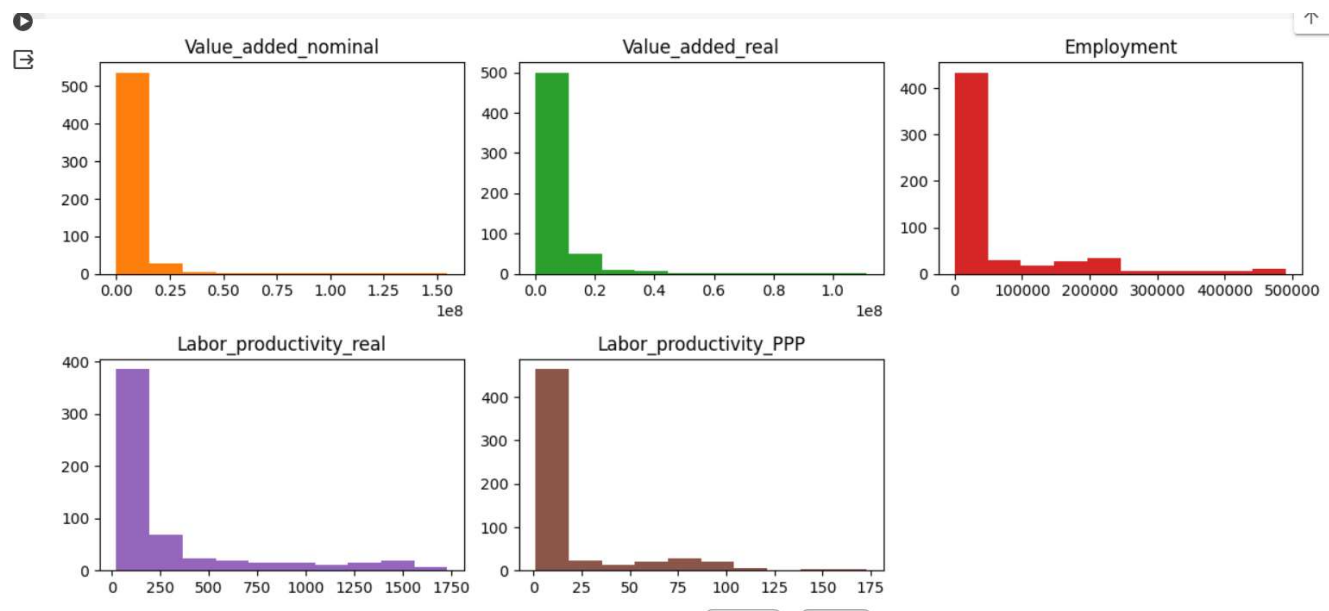 Value_added_nominal
500
400
300
200
100
0
0.00 0.25 0.50 0.75 1.00 1.25 1.50
1e8
Value_added_real
500
400
300
200
100
0
0.0 0.2 0.4 0.6 0.8 1.0
1e8
Employment
400
300
200
100
0
0 100000 200000 300000 400000 500000
Labor_productivity_real
400
300
200
100
0
0 250 500 750 1000 1250 1500 1750
Labor_productivity_PPP
400
300
200
100
0
0 25 50 75 100 125 150 175